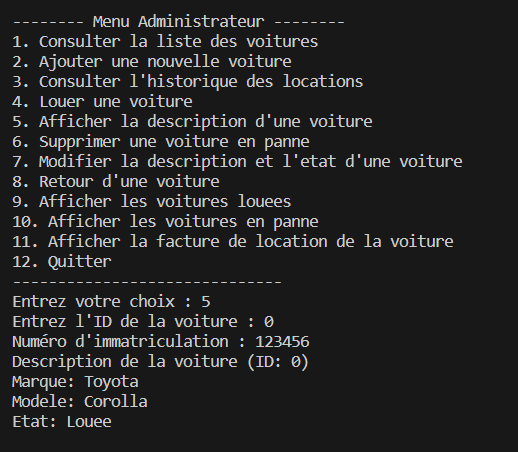 -------- Menu Administrateur --------
1. Consulter la liste des voitures
2. Ajouter une nouvelle voiture
3. Consulter l'historique des locations
4. Louer une voiture
5. Afficher la description d'une voiture
6. Supprimer une voiture en panne
7. Modifier la description et l'etat d'une voiture
8. Retour d'une voiture
9. Afficher les voitures louees
10. Afficher les voitures en panne
11. Afficher la facture de location de la voiture
12. Quitter
------------------------------
Entrez votre choix : 5
Entrez l'ID de la voiture : 0
Numéro d'immatriculation : 123456
Description de la voiture (ID: 0)
Marque: Toyota
Modele: Corolla
Etat: Louee